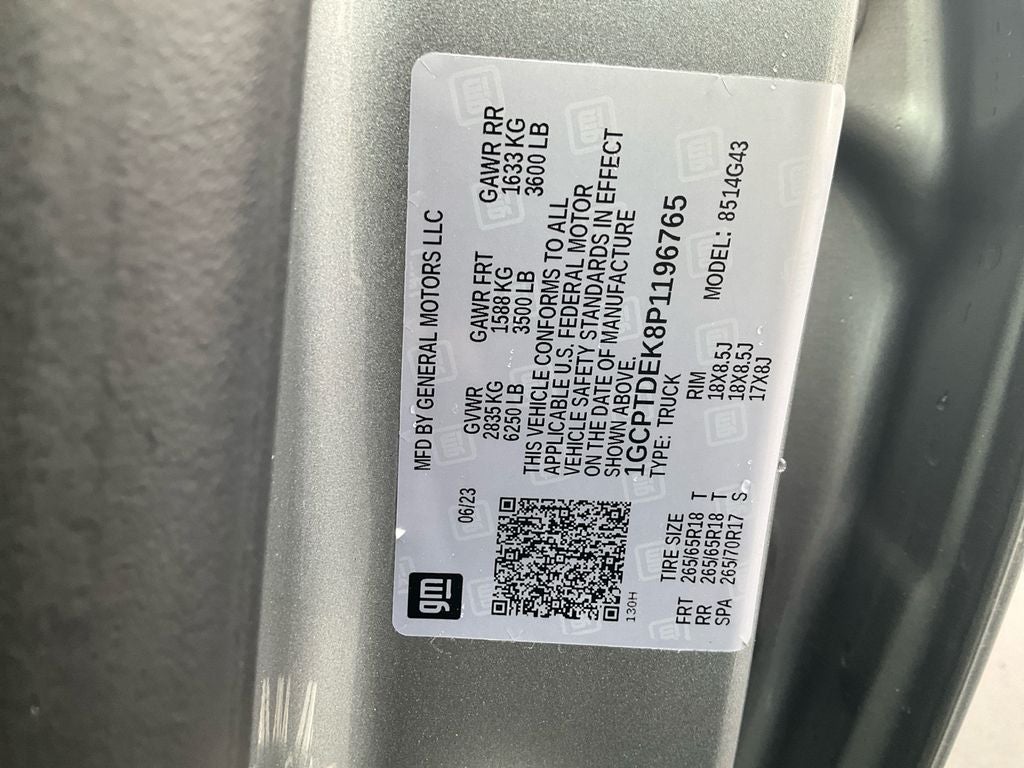 gm
MFD BY GENERAL MOTORS LLC
06/23
GVWR GAWR FRT GAWR RR
2835 KG 1588 KG 1633 KG
6250 LB 3500 LB 3600 LB
THIS VEHICLE CONFORMS TO ALL
APPLICABLE U.S. FEDERAL MOTOR
VEHICLE SAFETY STANDARDS IN EFFECT
ON THE DATE OF MANUFACTURE
SHOWN ABOVE.
1GCPTDEK8P1196765
130H
TYPE: TRUCK MODEL: 8514G43
TIRE SIZE RIM
FRT 265/65R18 T 18X8.5J
RR 265/65R18 T 18X8.5J
SPA 265/70R17 S 17X8J